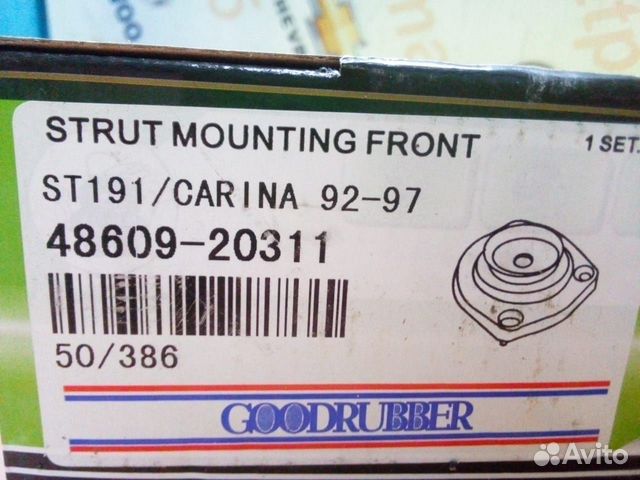 STRUT MOUNTING FRONT
1 SET.
ST191/CARINA 92-97
48609-20311
50/386
GOODRUBBER
Avito